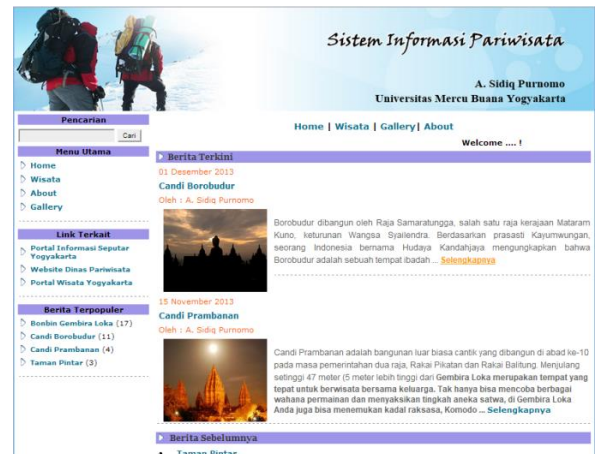 Sistem Informasi Pariwisata
A. Sidiq Purnomo
Universitas Mercu Buana Yogyakarta
Pencarian
Cari
Menu Utama
Home
Wisata
About
Gallery
Link Terkait
Portal Informasi Seputar
Yogyakarta
Website Dinas Pariwisata
Portal Wisata Yogyakarta
Berita Terpopuler
Bonbin Gembira Loka (17)
Candi Borobudur (11)
Candi Prambanan (4)
Taman Pintar (3)
Home | Wisata | Gallery| About
Welcome .... !
Berita Terkini
01 Desember 2013
Candi Borobudur
Oleh : A. Sidiq Purnomo
Borobudur dibangun oleh Raja Samaratungga, salah satu raja kerajaan Mataram
Kuno, keturunan Wangsa Syailendra. Berdasarkan prasasti Kayumwungan,
seorang Indonesia bernama Hudaya Kandahjaya mengungkapkan bahwa
Borobudur adalah sebuah tempat ibadah ... Selengkapnya
15 November 2013
Candi Prambanan
Oleh : A. Sidiq Purnomo
Candi Prambanan adalah bangunan luar biasa cantik yang dibangun di abad ke-10
pada masa pemerintahan dua raja, Rakai Pikatan dan Rakai Balitung. Menjulang
setinggi 47 meter (5 meter lebih tinggi dari Gembira Loka merupakan tempat yang
tepat untuk berwisata bersama keluarga. Tak hanya bisa mencoba berbagai
wahana permainan dan menyaksikan tingkah aneka satwa, di Gembira Loka
Anda juga bisa menemukan kadal raksasa, Komodo ... Selengkapnya
Berita Sebelumnya
Taman Pintar